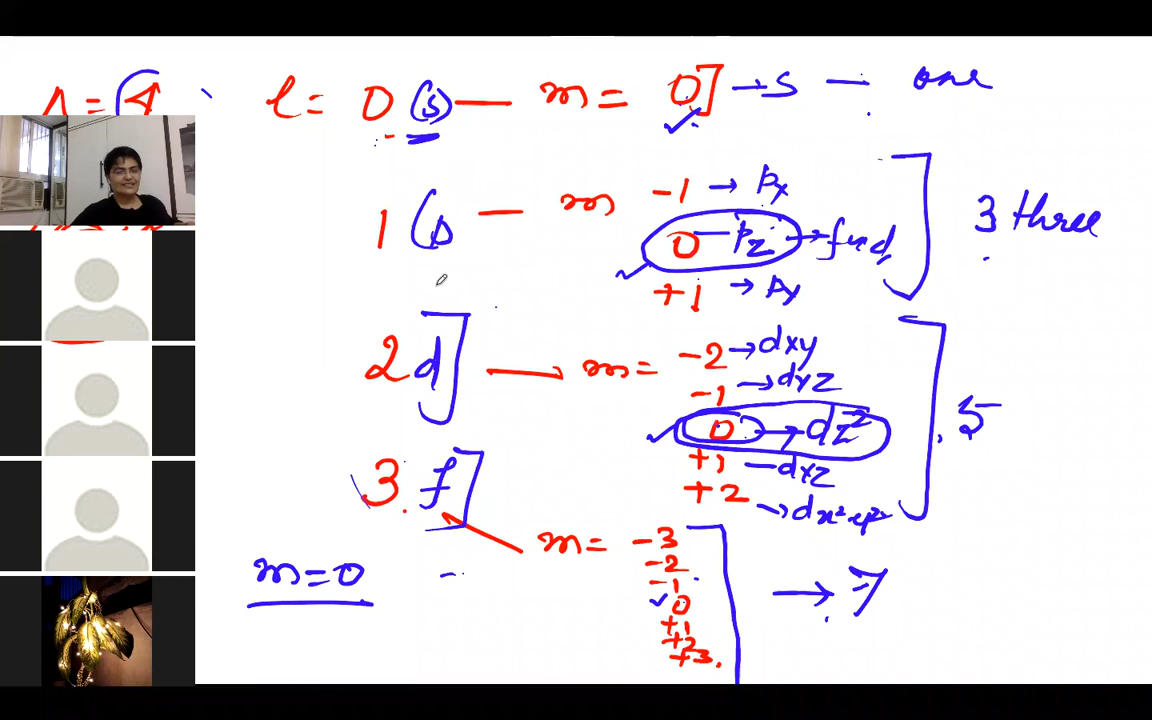 n = 4 l = 0 (s) — m = 0] → s — one
1 (s — m -1 → px
0 — pz → find 3 three
+1 → py
2 d] → m = -2 → dxy
-1 → dyz
0 → dz² 5
+1 — dxz
+2 → dx²-y²
3. f] m = -3
-2
m=0 -1
0 → 7
+1
+2
+3.